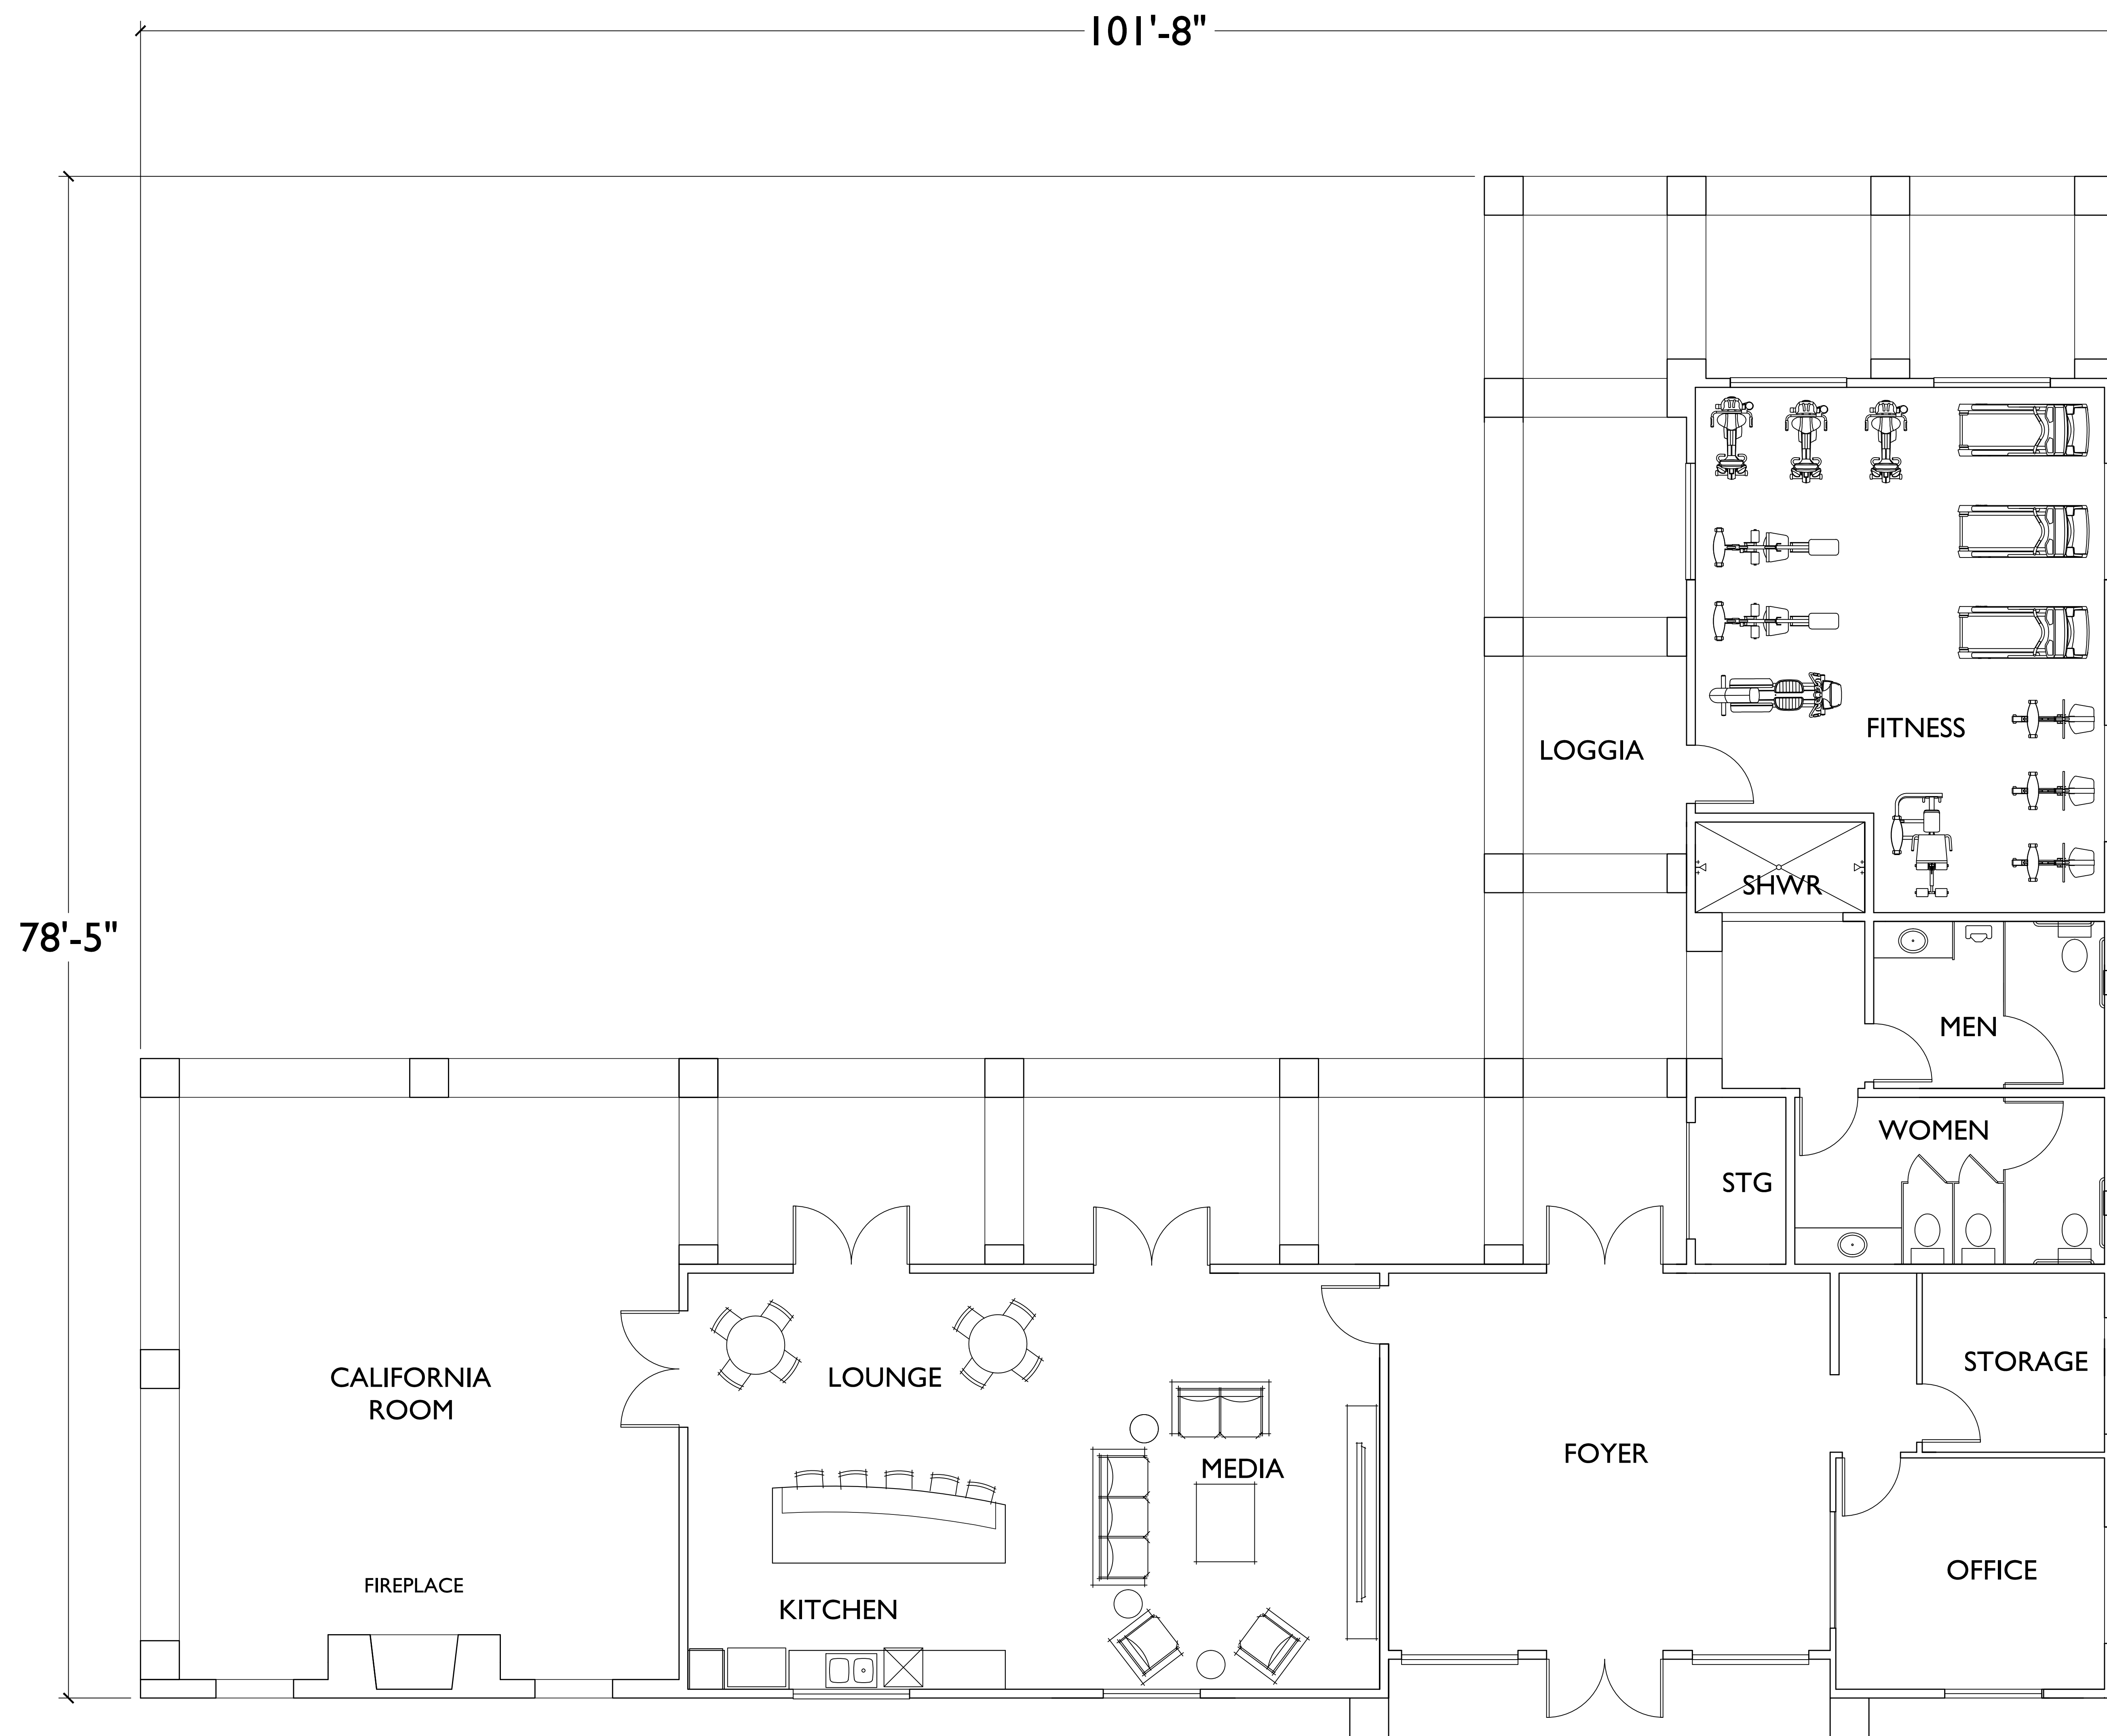 101'-8"
FITNESS
LOGGIA
SHWR
78'-5"
MEN
WOMEN
STG
STORAGE
CALIFORNIA
ROOM
LOUNGE
FOYER
MEDIA
OFFICE
FIREPLACE
KITCHEN